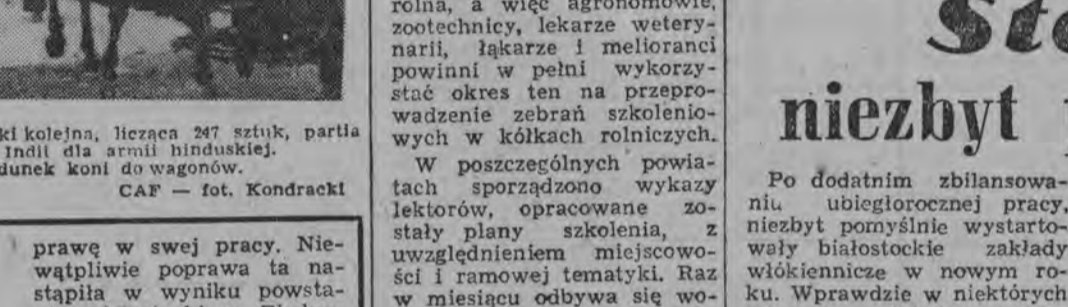 ki kolejna, licząca 247 sztuk, partia
Indii dla armii hinduskiej.
dunek koni do wagonów.
CAF — fot. Kondracki
prawę w swej pracy. Nie-
wątpliwie poprawa ta na-
stąpiła w wyniku powsta-
rolna, a więc agronomowie,
zootechnicy, lekarze wetery-
narii, łąkarze i melioranci
powinni w pełni wykorzy-
stać okres ten na przepro-
wadzenie zebrań szkolenio-
wych w kółkach rolniczych.
W poszczególnych powia-
tach sporządzono wykazy
lektorów, opracowane zo-
stały plany szkolenia, z
uwzględnieniem miejscowo-
ści i ramowej tematyki. Raz
w miesiącu odbywa się wo-
niezbyt
Po dodatnim zbilansowa-
niu ubiegłorocznej pracy,
niezbyt pomyślnie wystarto-
wały białostockie zakłady
włókiennicze w nowym ro-
ku. Wprawdzie w niektórych